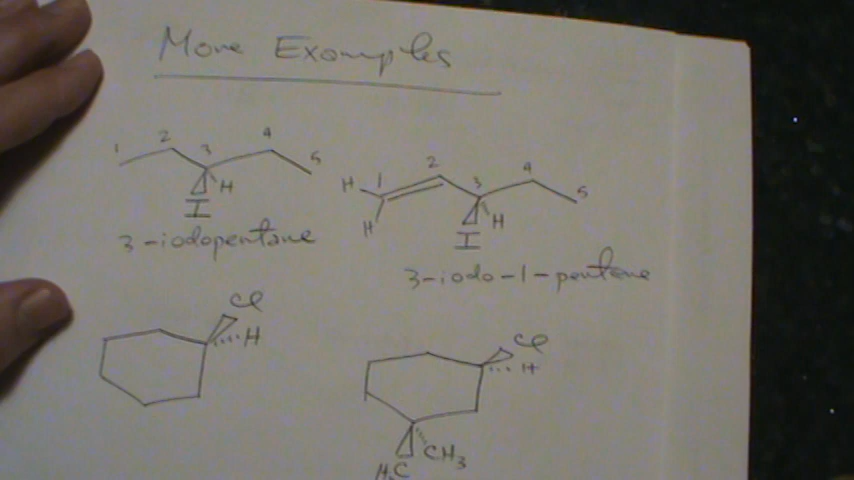 More Examples
1 2 3 4 5
H
I
3-iodopentane
H 1 2 3 4 5
H
H
I
3-iodo-1-pentene
Cl
H
Cl
H
CH3
H3C